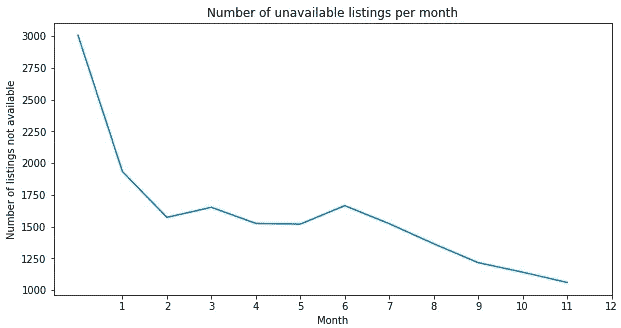 Number of unavailable listings per month
Number of listings not available
3000
2750
2500
2250
2000
1750
1500
1250
1000
1 2 3 4 5 6 7 8 9 10 11 12
Month